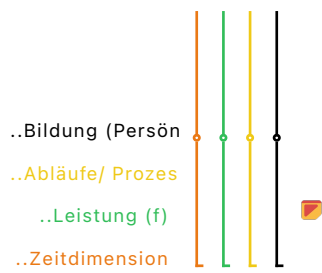 ..Bildung (Persön
..Abläufe/ Prozes
..Leistung (f)
..Zeitdimension